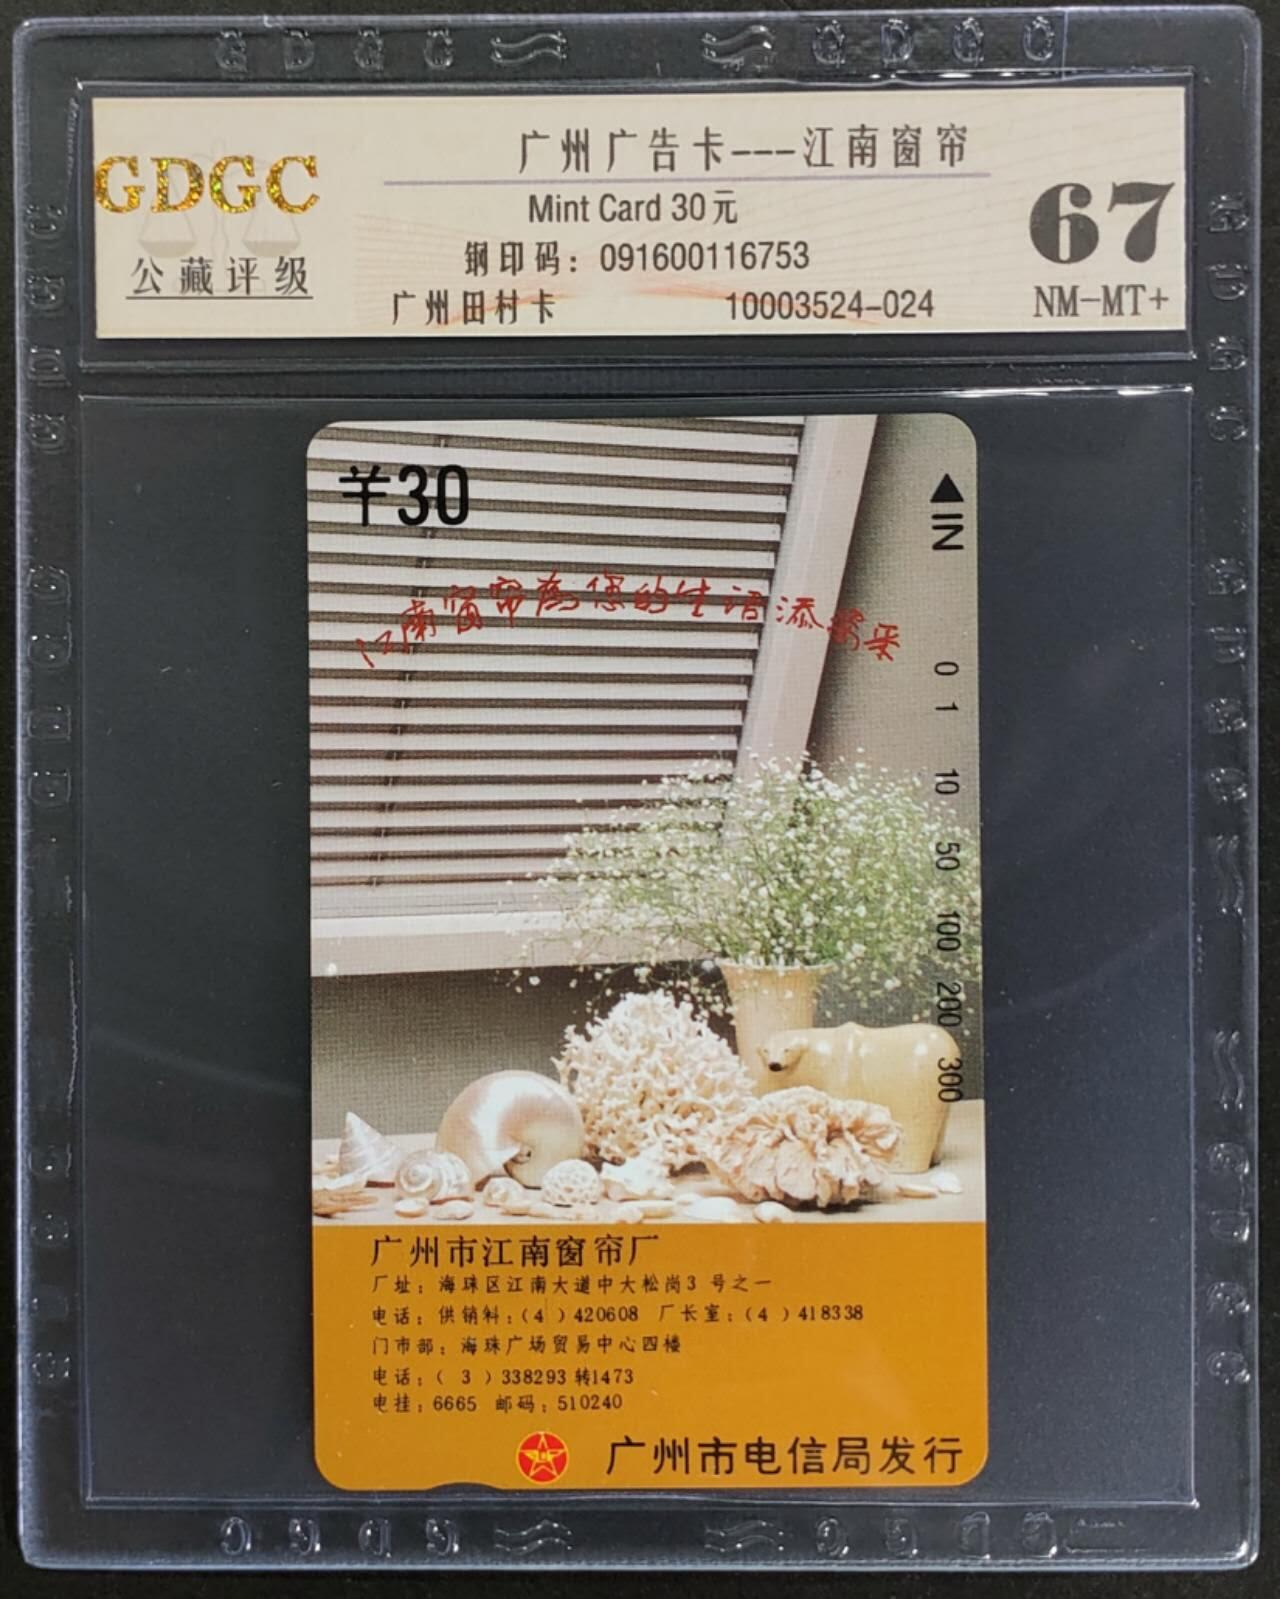 GDGC
公藏评级
广州广告卡---江南窗帘
Mint Card 30元
钢印码：091600116753
广州田村卡 10003524-024
67
NM-MT+
¥30
IN
江南窗帘为您的生活添光采
0
1
10
50
100
200
300
广州市江南窗帘厂
厂址：海珠区江南大道中大松岗3 号之一
电话：供销科：(4 )420608 厂长室：(4 )418338
门市部：海珠广场贸易中心四楼
电话：( 3 ) 338293 转1473
电挂：6665 邮码：510240
广州市电信局发行